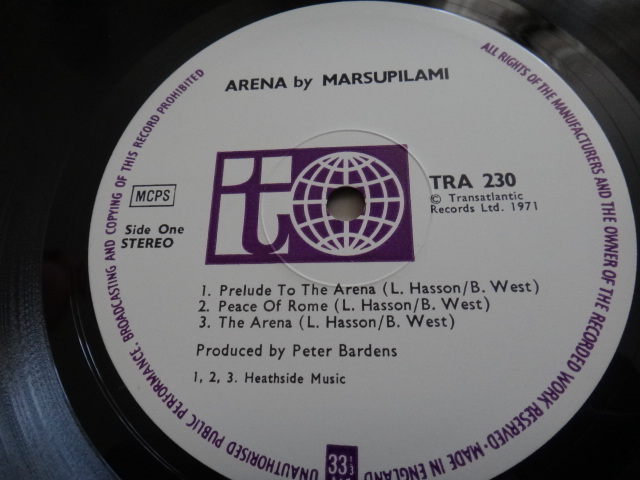 ARENA by MARSUPILAMI
to
TRA 230
© Transatlantic
Records Ltd. 1971
MCPS
Side One
STEREO
1. Prelude To The Arena (L. Hasson/B. West)
2. Peace Of Rome (L. Hasson/B. West)
3. The Arena (L. Hasson/B. West)
Produced by Peter Bardens
1, 2, 3. Heathside Music
33 1/3
ALL RIGHTS OF THE MANUFACTURERS AND THE OWNER OF THE RECORDED WORK RESERVED · MADE IN ENGLAND
UNAUTHORISED PUBLIC PERFORMANCE, BROADCASTING AND COPYING OF THIS RECORD PROHIBITED